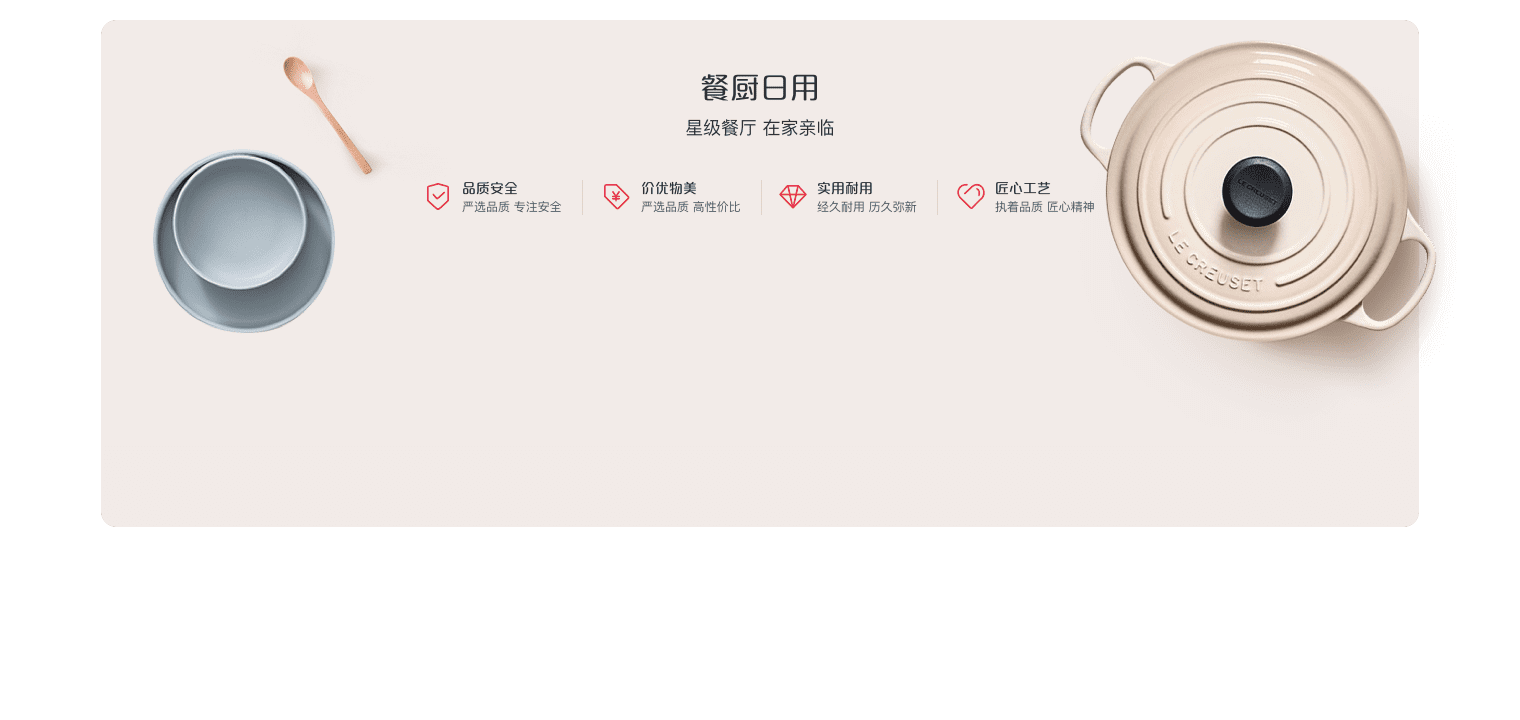 餐厨日用
星级餐厅 在家亲临
品质安全
严选品质 专注安全
价优物美
严选品质 高性价比
实用耐用
经久耐用 历久弥新
匠心工艺
执着品质 匠心精神
LE CREUSET
LE CREUSET